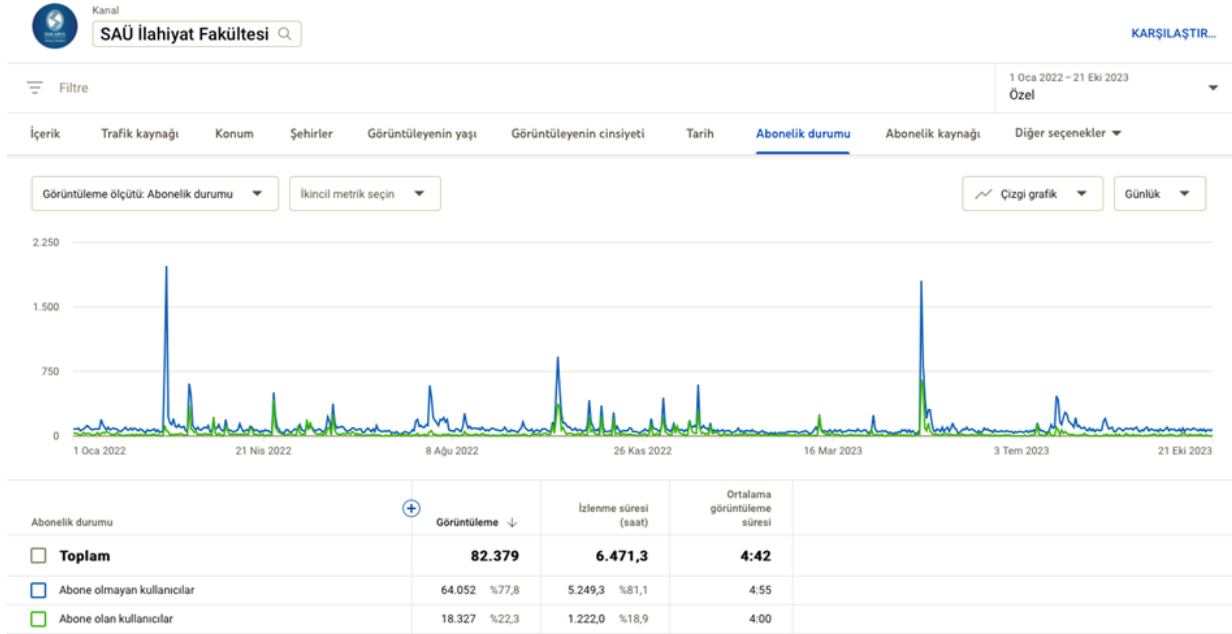 Kanal
SAÜ İlahiyat Fakültesi
KARŞILAŞTIR...
Filtre
1 Oca 2022 – 21 Eki 2023
Özel
İçerik Trafik kaynağı Konum Şehirler Görüntüleyenin yaşı Görüntüleyenin cinsiyeti Tarih Abonelik durumu Abonelik kaynağı Diğer seçenekler
Görüntüleme ölçütü: Abonelik durumu İkincil metrik seçin Çizgi grafik Günlük
2.250
1.500
750
0
1 Oca 2022 21 Nis 2022 8 Ağu 2022 26 Kas 2022 16 Mar 2023 3 Tem 2023 21 Eki 2023
Abonelik durumu Görüntüleme İzlenme süresi (saat) Ortalama görüntüleme süresi
Toplam 82.379 6.471,3 4:42
Abone olmayan kullanıcılar 64.052 %77,8 5.249,3 %81,1 4:55
Abone olan kullanıcılar 18.327 %22,3 1.222,0 %18,9 4:00